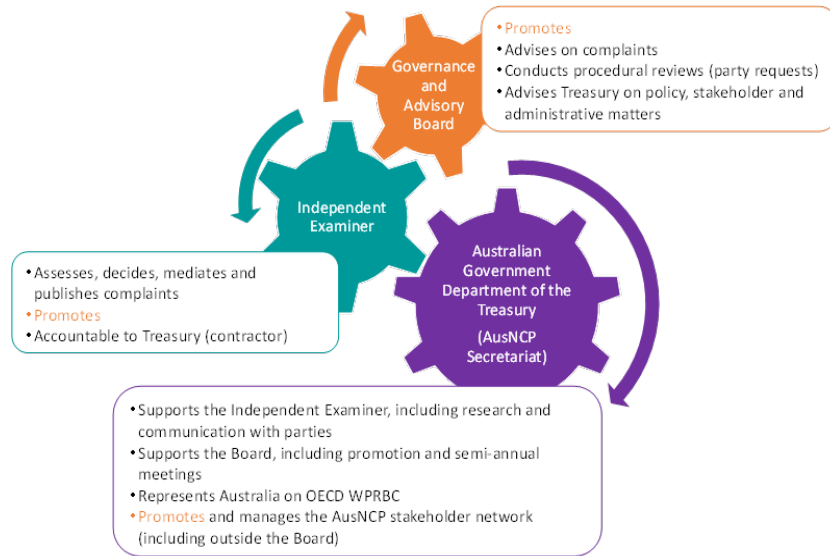 Governance
and
Advisory
Board
• Promotes
• Advises on complaints
• Conducts procedural reviews (party requests)
• Advises Treasury on policy, stakeholder and
administrative matters
Independent
Examiner
• Assesses, decides, mediates and
publishes complaints
• Promotes
• Accountable to Treasury (contractor)
Australian
Government
Department of the
Treasury
(AusNCP
Secretariat)
• Supports the Independent Examiner, including research and
communication with parties
• Supports the Board, including promotion and semi-annual
meetings
• Represents Australia on OECD WPRBC
• Promotes and manages the AusNCP stakeholder network
(including outside the Board)